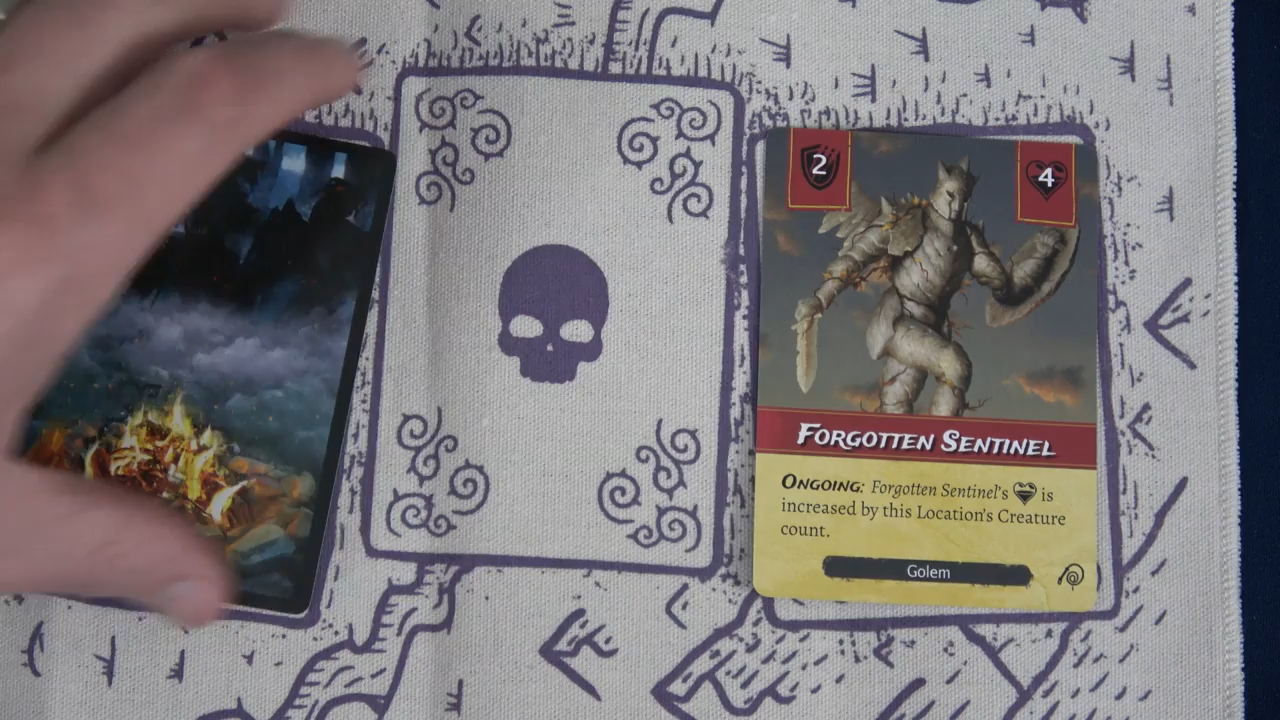 2
4
FORGOTTEN SENTINEL
ONGOING: Forgotten Sentinel's is
increased by this Location's Creature
count.
Golem